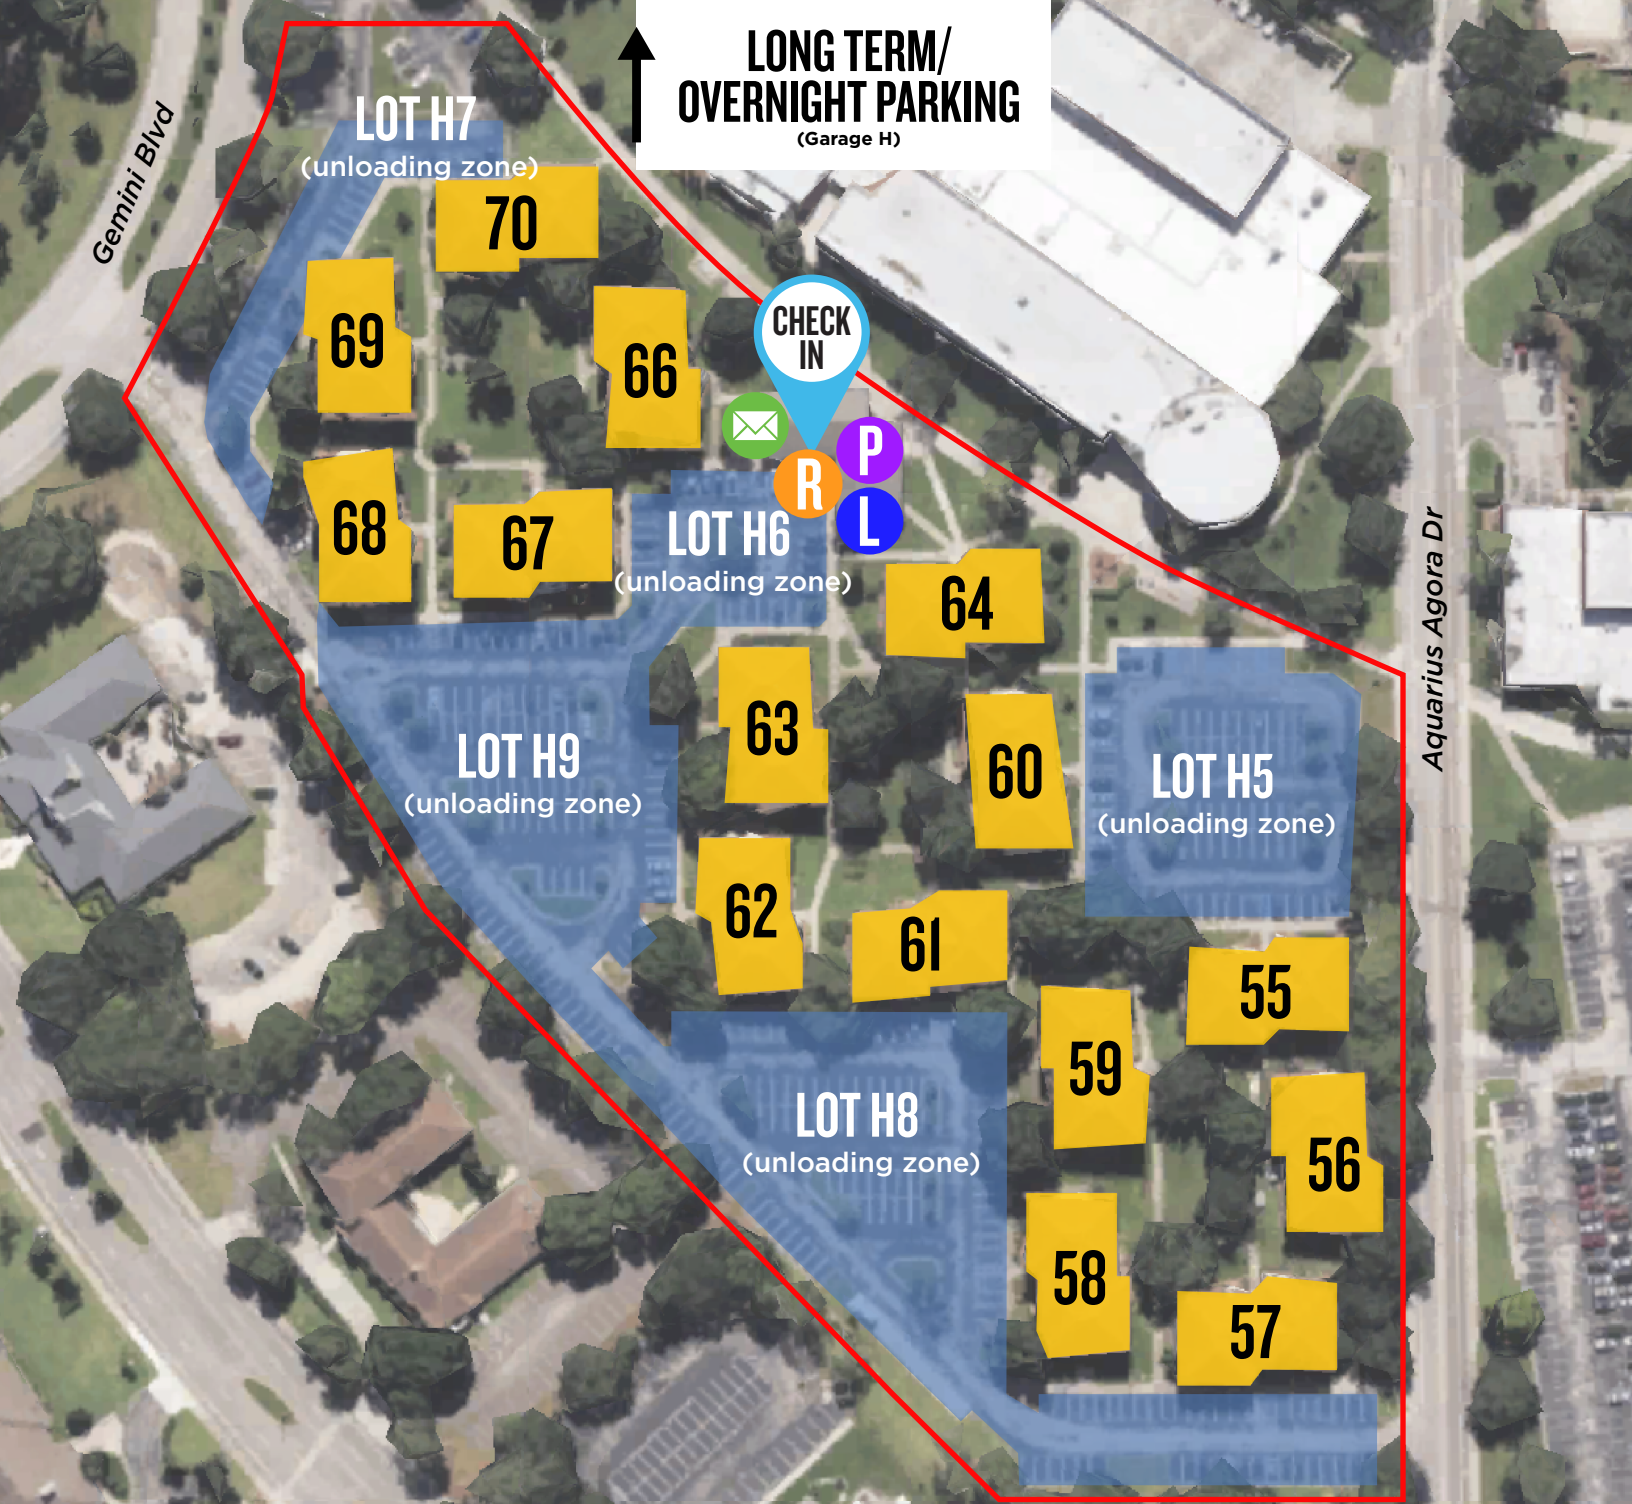 LONG TERM/
OVERNIGHT PARKING
(Garage H)
Gemini Blvd
LOT H7
(unloading zone)
70
69
66
CHECK
IN
P
R
L
68
67
LOT H6
(unloading zone)
64
Aquarius Agora Dr
63
60
LOT H9
(unloading zone)
LOT H5
(unloading zone)
62
61
55
59
LOT H8
(unloading zone)
56
58
57